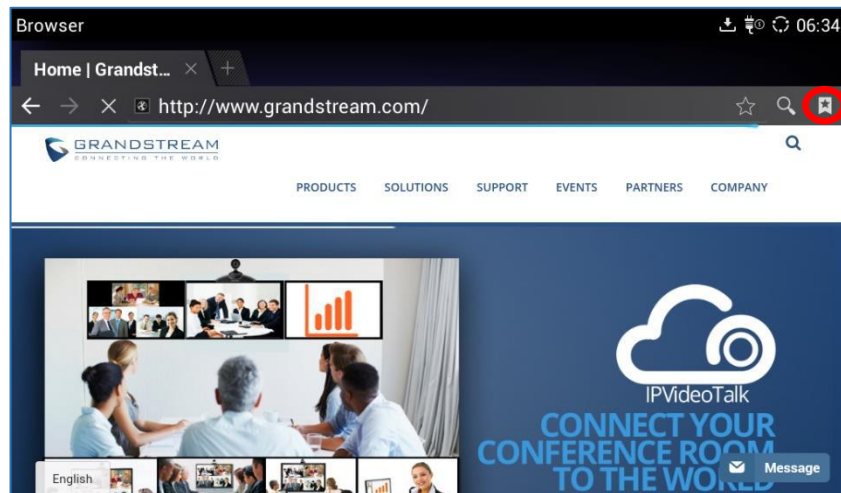 Browser
06:34
Home | Grandst...
http://www.grandstream.com/
GRANDSTREAM
CONNECTING THE WORLD
PRODUCTS SOLUTIONS SUPPORT EVENTS PARTNERS COMPANY
IPVideoTalk
CONNECT YOUR
CONFERENCE ROOM
TO THE WORLD
English
Message